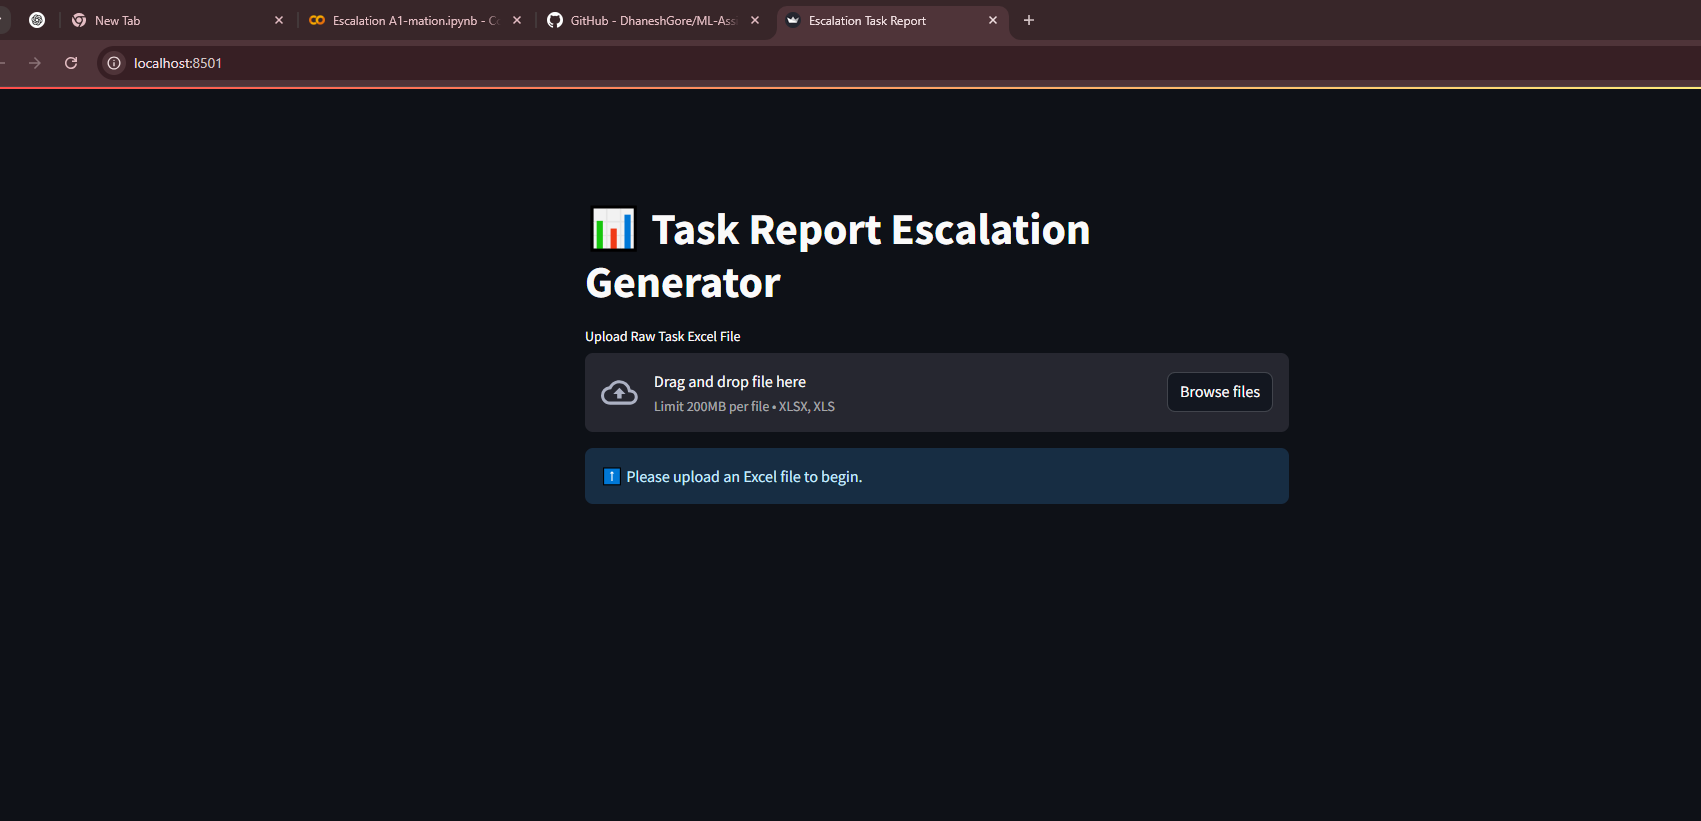 New Tab
Escalation A1-mation.ipynb - Co
GitHub - DhaneshGore/ML-Ass
Escalation Task Report
localhost:8501
Task Report Escalation
Generator
Upload Raw Task Excel File
Drag and drop file here
Limit 200MB per file • XLSX, XLS
Browse files
Please upload an Excel file to begin.